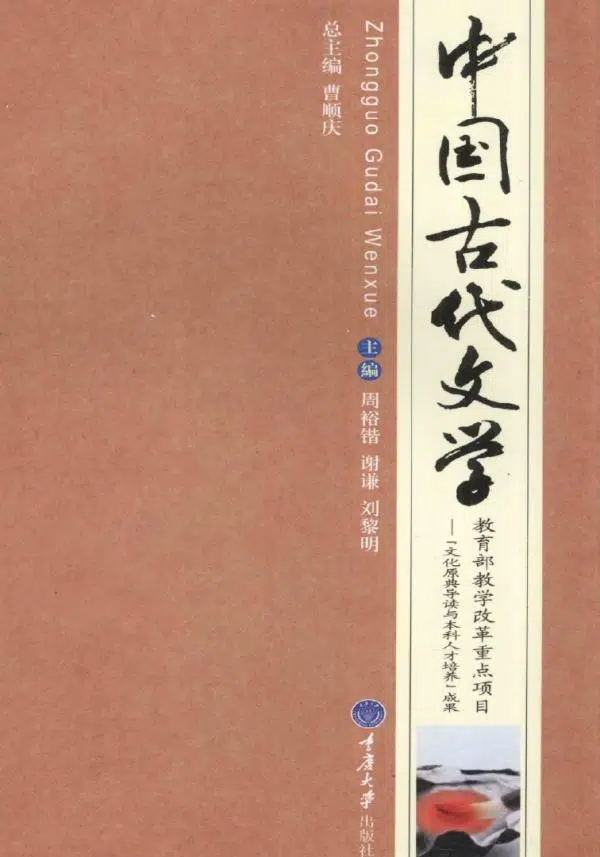 中国古代文学
教育部教学改革重点项目
——「文化原典导读与本科人才培养」成果
Zhongguo Gudai Wenxue
主编 周裕锴 谢谦 刘黎明
重庆大学出版社
总主编 曹顺庆